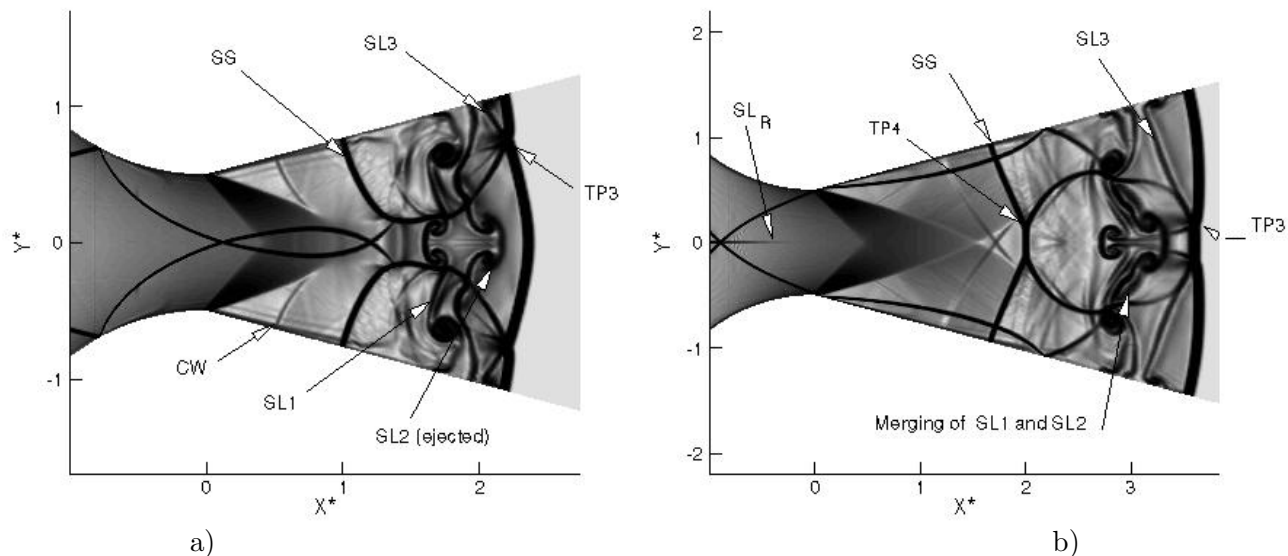 SS
SL3
TP3
CW
SL1
SL2 (ejected)
Y*
1
0
-1
0
1
2
X*
a)
SL R
TP4
SS
SL3
TP3
Merging of SL1 and SL2
Y*
2
1
0
-1
-2
0
1
2
3
X*
b)